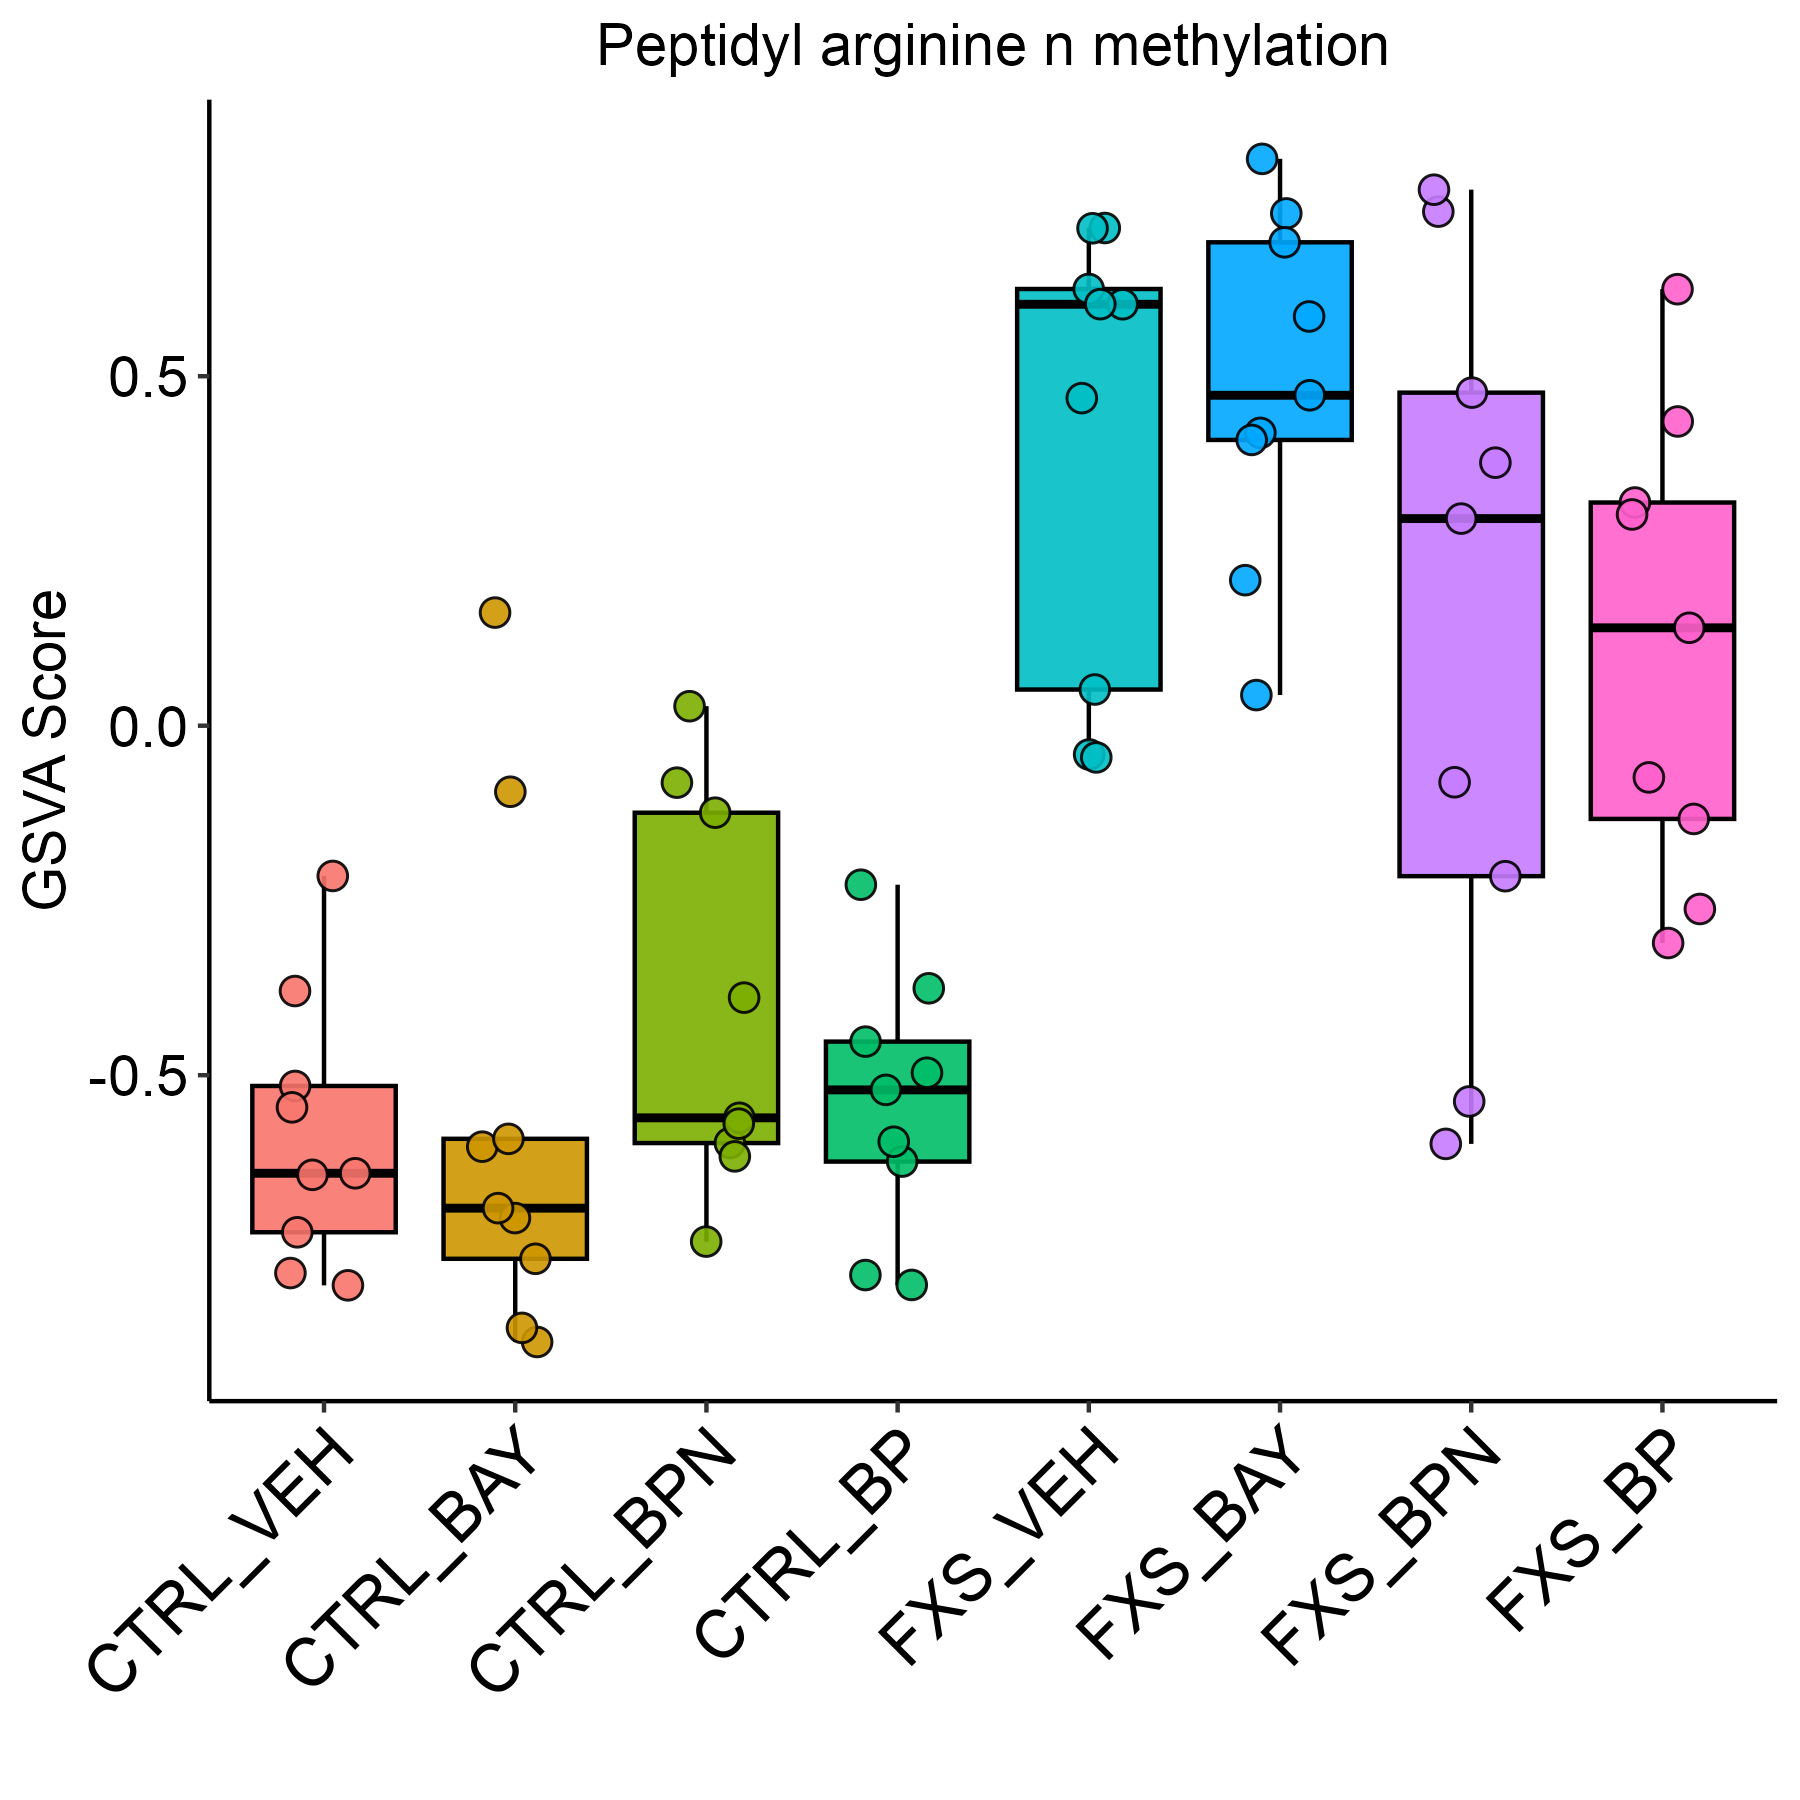 Peptidyl arginine n methylation
GSVA Score
0.5
0.0
-0.5
CTRL_VEH
CTRL_BAY
CTRL_BPN
CTRL_BP
FXS_VEH
FXS_BAY
FXS_BPN
FXS_BP